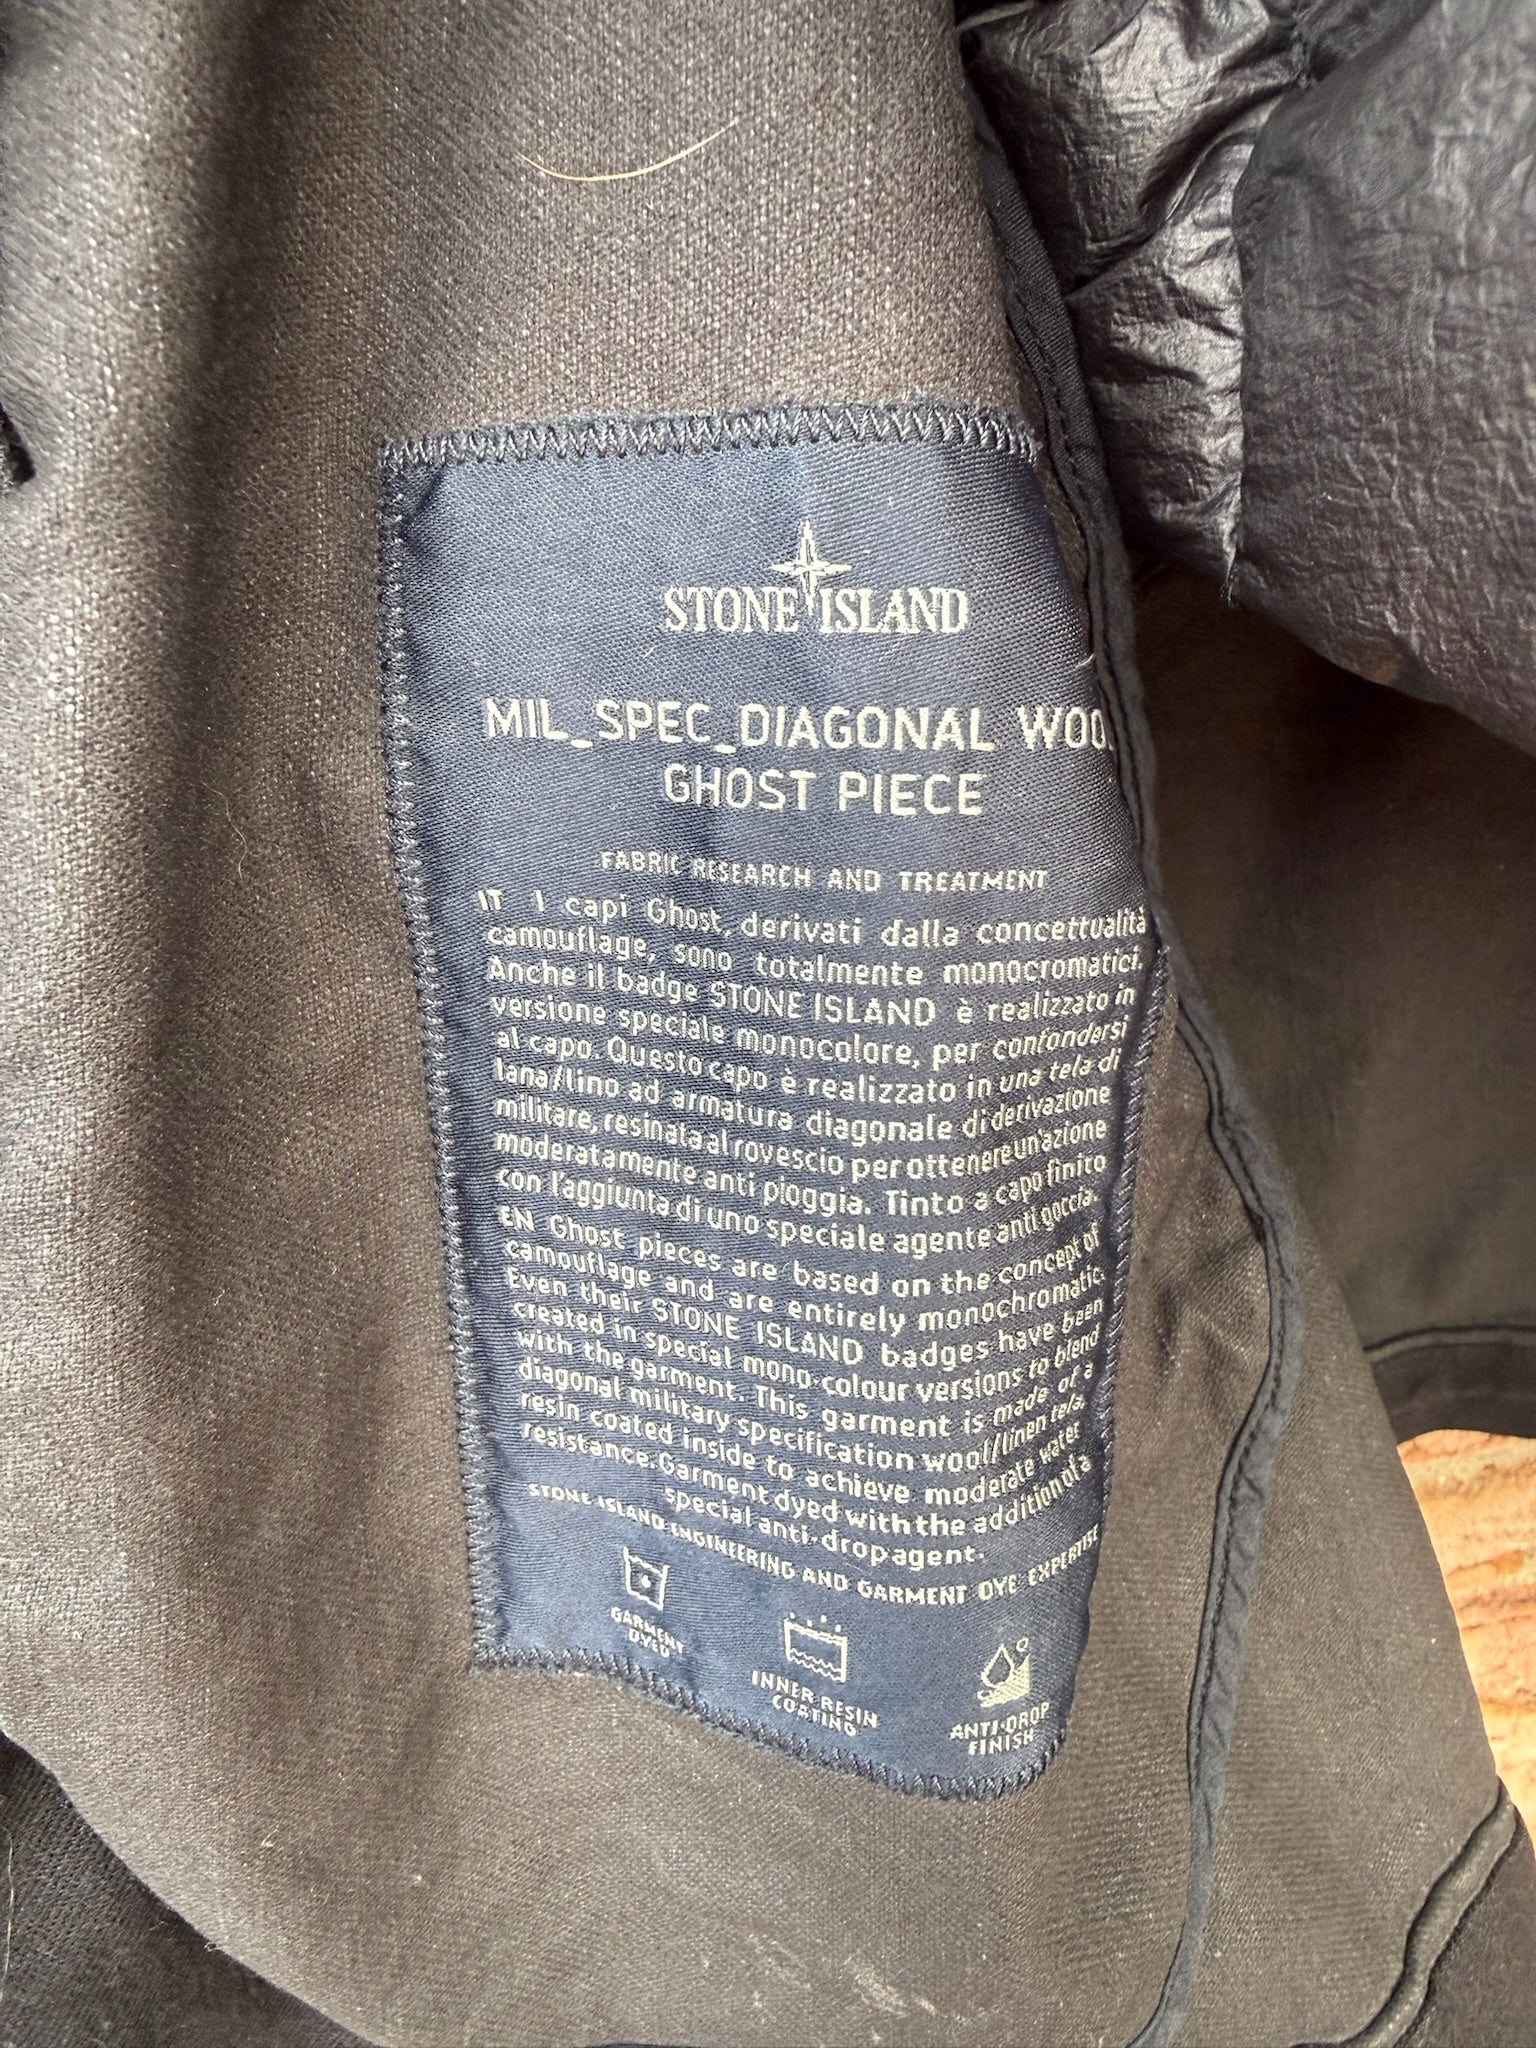 STONE ISLAND
MIL_SPEC_DIAGONAL WOO
GHOST PIECE
FABRIC RESEARCH AND TREATMENT
IT I capi Ghost, derivati dalla concettualità
camouflage, sono totalmente monocromatici.
Anche il badge STONE ISLAND è realizzato in
versione speciale monocolore, per confondersi
al capo. Questo capo è realizzato in una tela di
lana/lino ad armatura diagonale di derivazione
militare, resinata al rovescio per ottenere un'azione
moderatamente anti pioggia. Tinto a capo finito
con l'aggiunta di uno speciale agente anti goccia.
EN Ghost pieces are based on the concept of
camouflage and are entirely monochromatic.
Even their STONE ISLAND badges have been
created in special mono-colour versions to blend
with the garment. This garment is made of a
diagonal military specification wool/linen tela,
resin coated inside to achieve moderate water
resistance. Garment dyed with the addition of a
special anti-drop agent.
STONE ISLAND ENGINEERING AND GARMENT DYE EXPERTISE
GARMENT
DYED
INNER RESIN
COATING
ANTI-DROP
FINISH